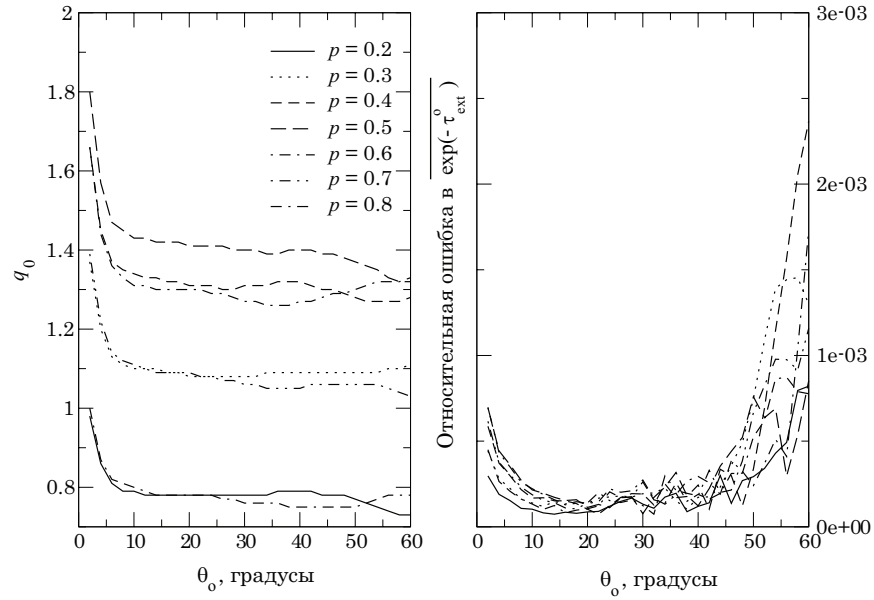 2
1.8
1.6
1.4
1.2
1
0.8
q₀
p = 0.2
p = 0.3
p = 0.4
p = 0.5
p = 0.6
p = 0.7
p = 0.8
0 10 20 30 40 50 60
θₒ, градусы
Относительная ошибка в exp(- τᵒₑₓₜ)
3e-03
2e-03
1e-03
0e+00
0 10 20 30 40 50 60
θₒ, градусы